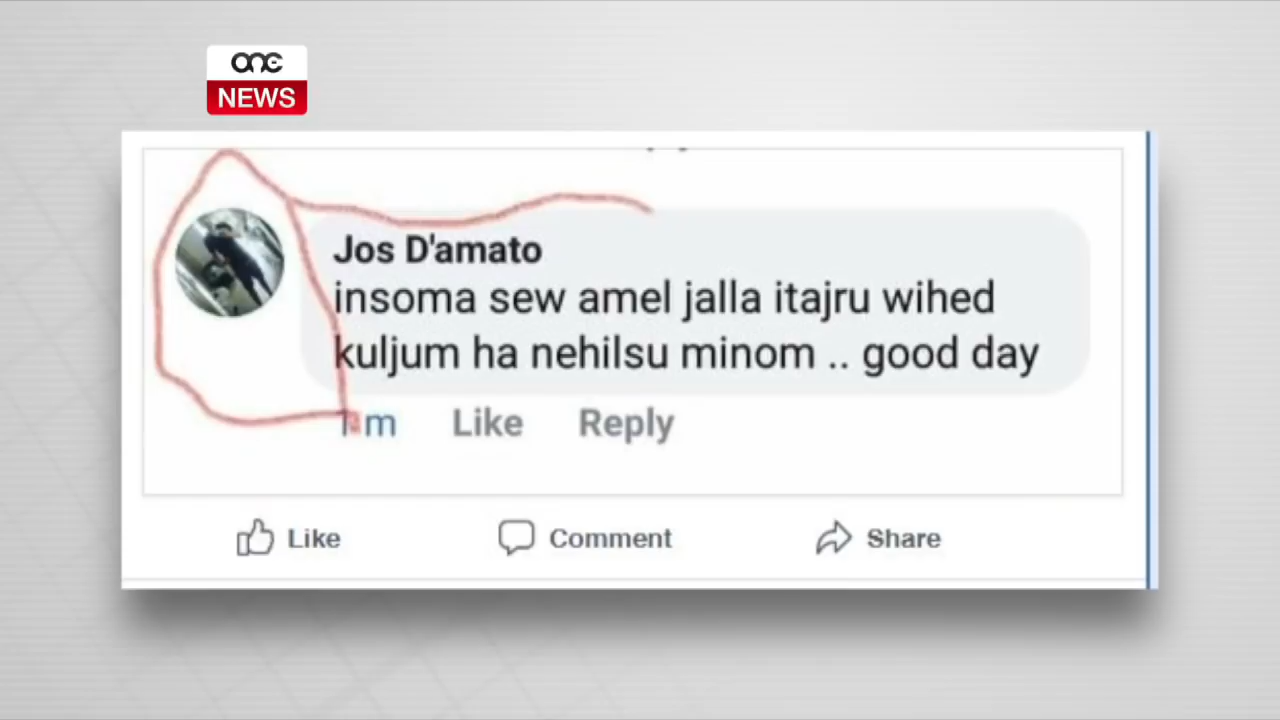 one
NEWS
Jos D'amato
insoma sew amel jalla itajru wihed
kuljum ha nehilsu minom .. good day
m Like Reply
Like Comment Share